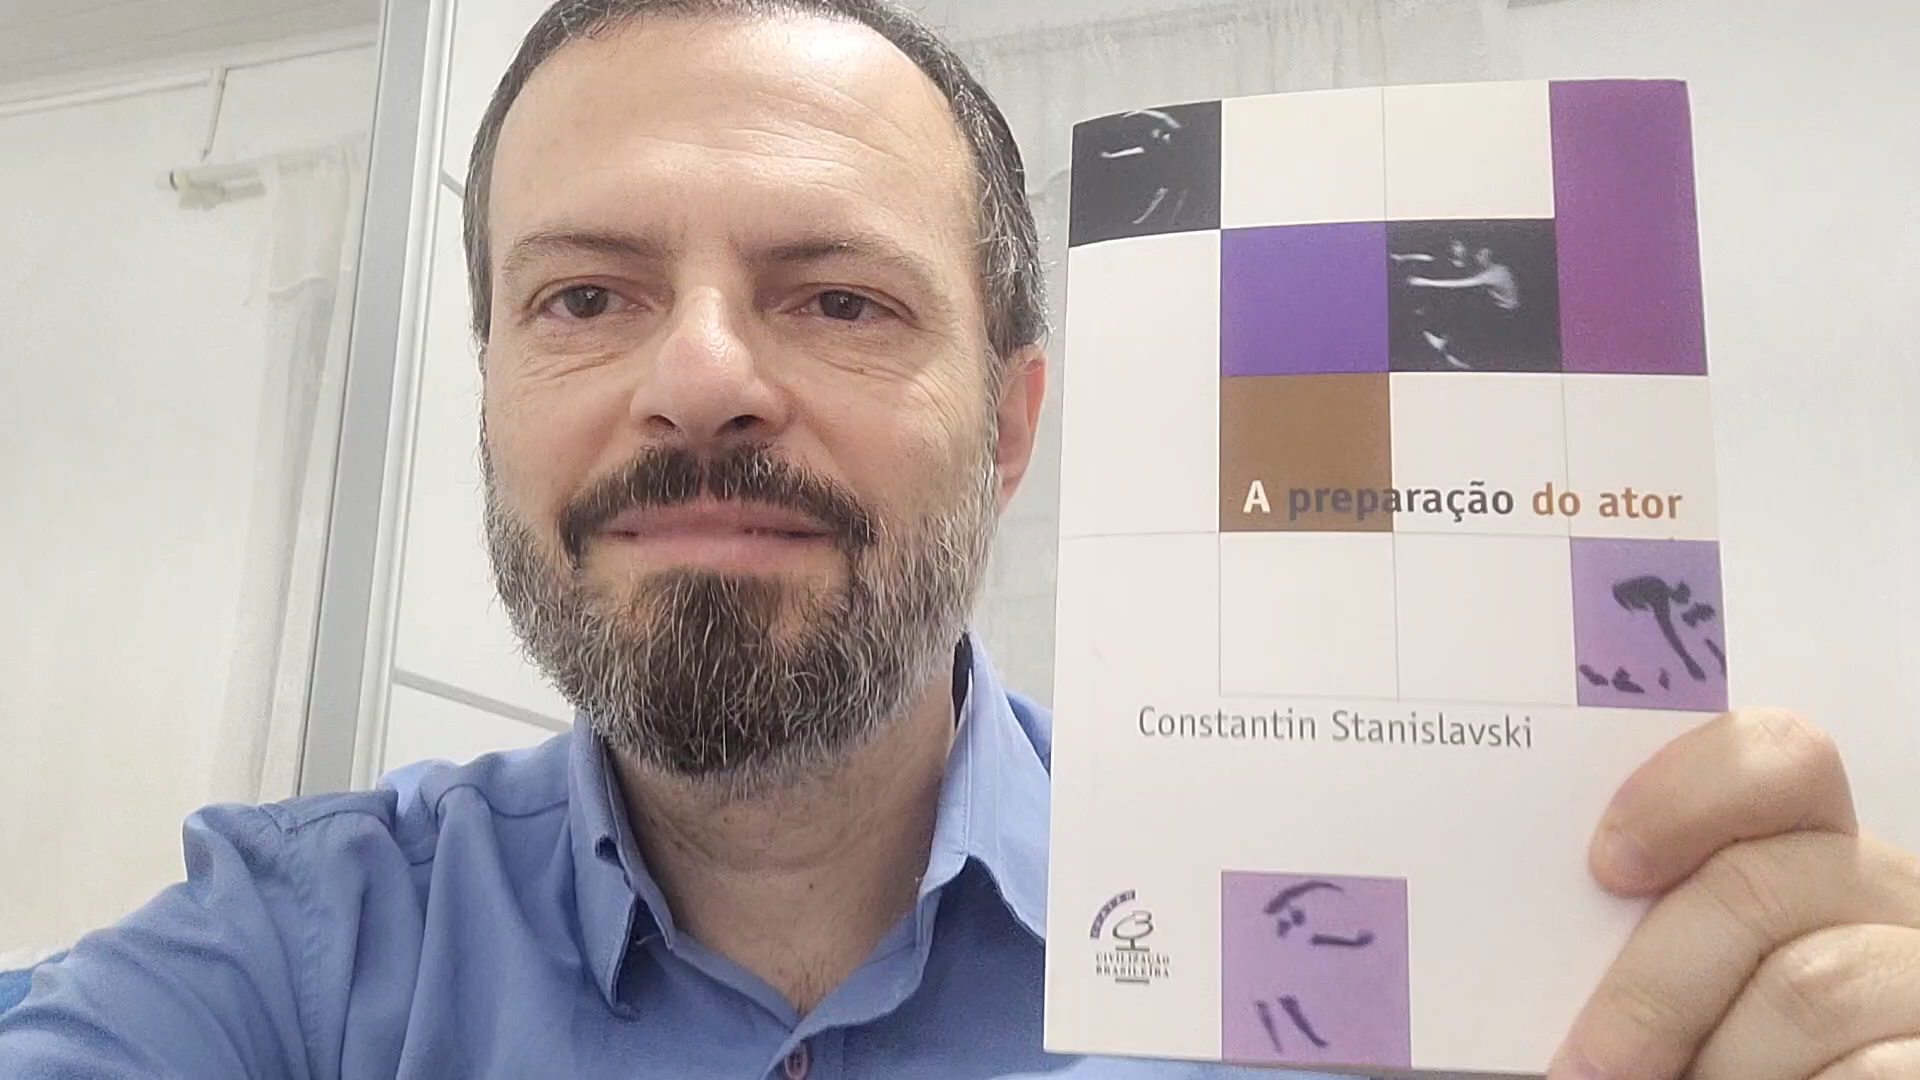 A preparação do ator
Constantin Stanislavski
CIVILIZAÇÃO
BRASILEIRA